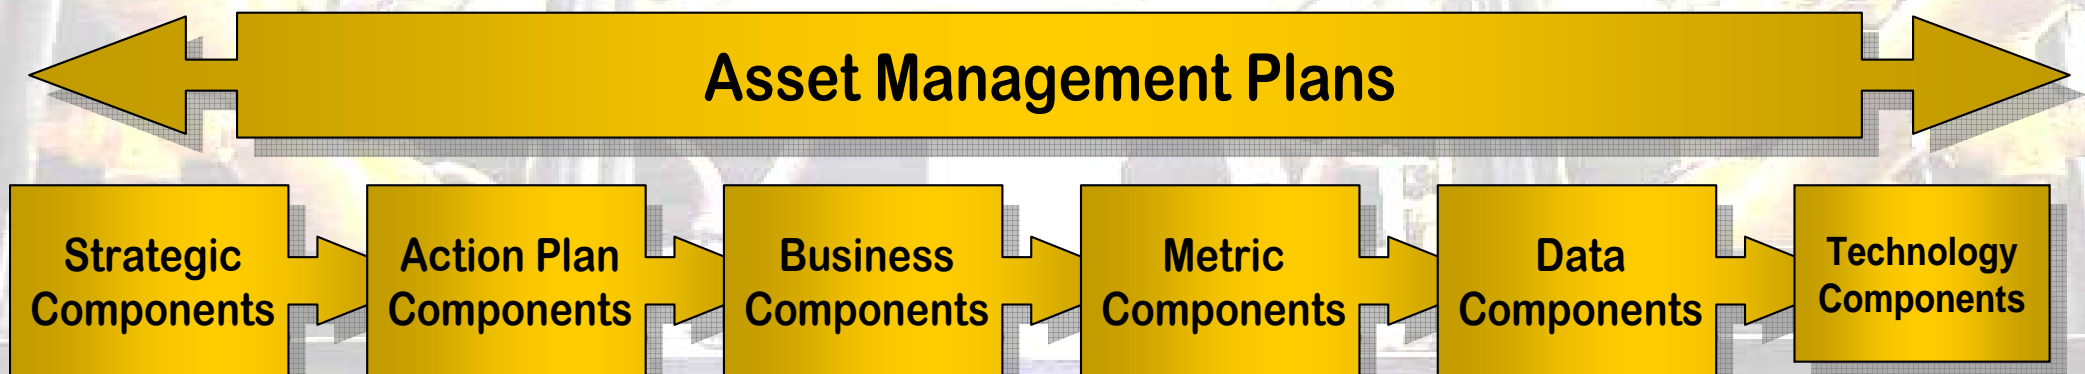 Asset Management Plans
Strategic
Components
Action Plan
Components
Business
Components
Metric
Components
Data
Components
Technology
Components